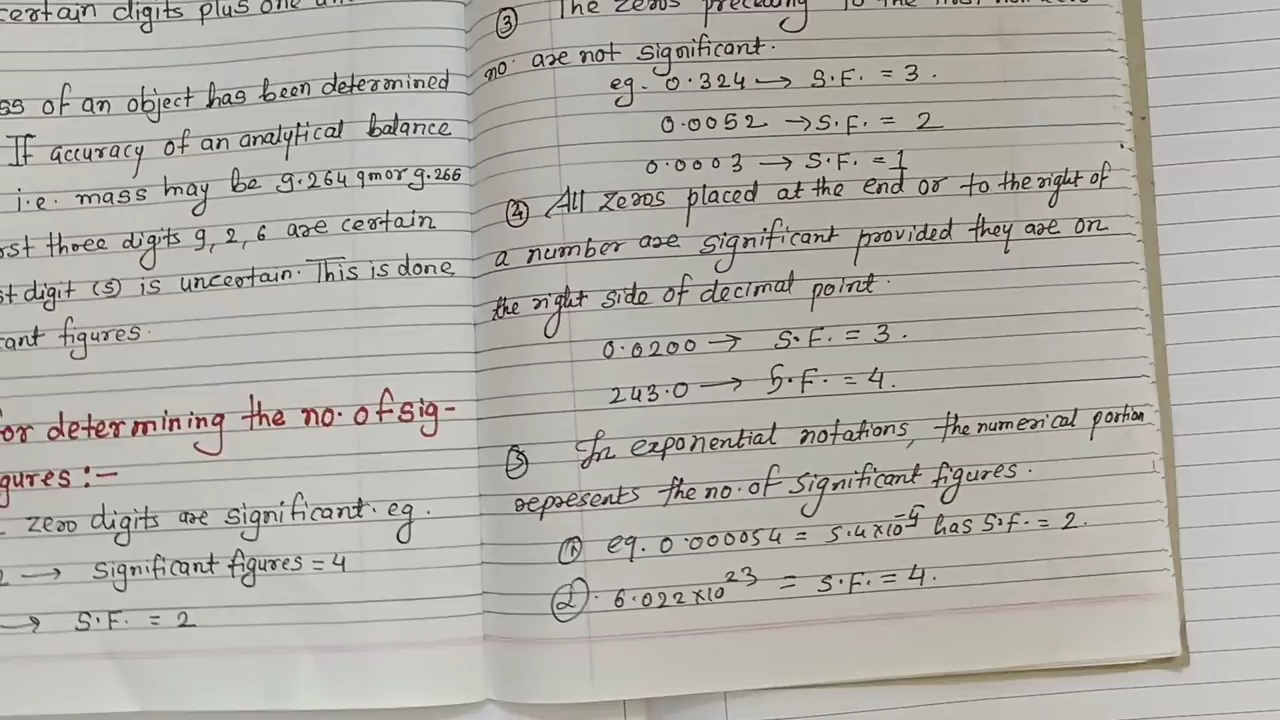 certain digits plus one
ss of an object has been determined
If accuracy of an analytical balance
i.e. mass may be 9.264 gm or 9.266
rst three digits 9, 2, 6 are certain
t digit (5) is uncertain. This is done
cant figures.
or determining the no. of sig-
gures :-
zero digits are significant. eg.
2 → significant figures = 4
→ S.F. = 2
③ The zeros preceding to the
no. are not significant.
eg. 0.324 → S.F. = 3.
0.0052 → S.F. = 2
0.0003 → S.F. = 1
④ All zeros placed at the end or to the right of
a number are significant provided they are on
the right side of decimal point.
0.0200 → S.F. = 3.
243.0 → S.F. = 4.
⑤ In exponential notations, the numerical portion
represents the no. of significant figures.
① eg. 0.000054 = 5.4×10⁻⁵ has S.F. = 2.
② 6.022×10²³ = S.F. = 4.